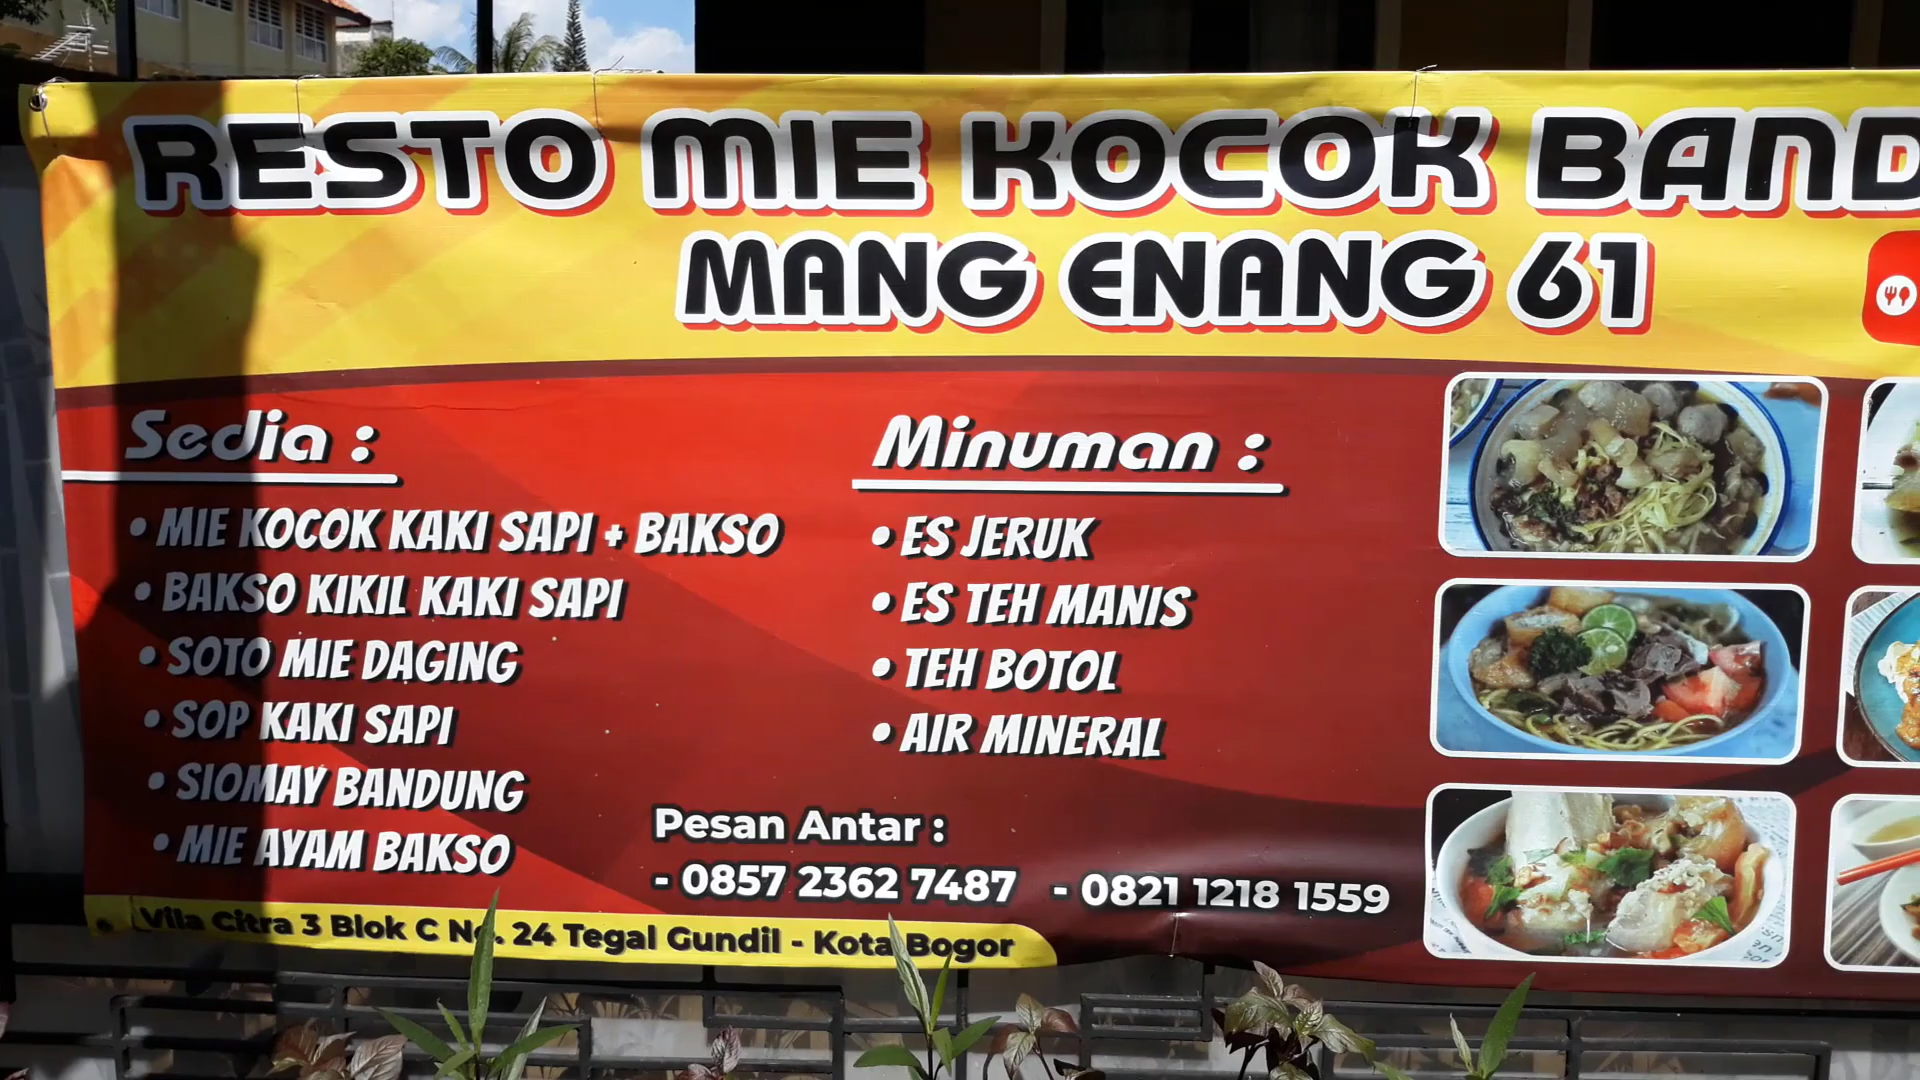 RESTO MIE KOCOK BAND
MANG ENANG 61
Sedia :
• MIE KOCOK KAKI SAPI + BAKSO
• BAKSO KIKIL KAKI SAPI
• SOTO MIE DAGING
• SOP KAKI SAPI
• SIOMAY BANDUNG
• MIE AYAM BAKSO
Minuman :
• ES JERUK
• ES TEH MANIS
• TEH BOTOL
• AIR MINERAL
Pesan Antar :
- 0857 2362 7487 - 0821 1218 1559
Vila Citra 3 Blok C No. 24 Tegal Gundil - Kota Bogor